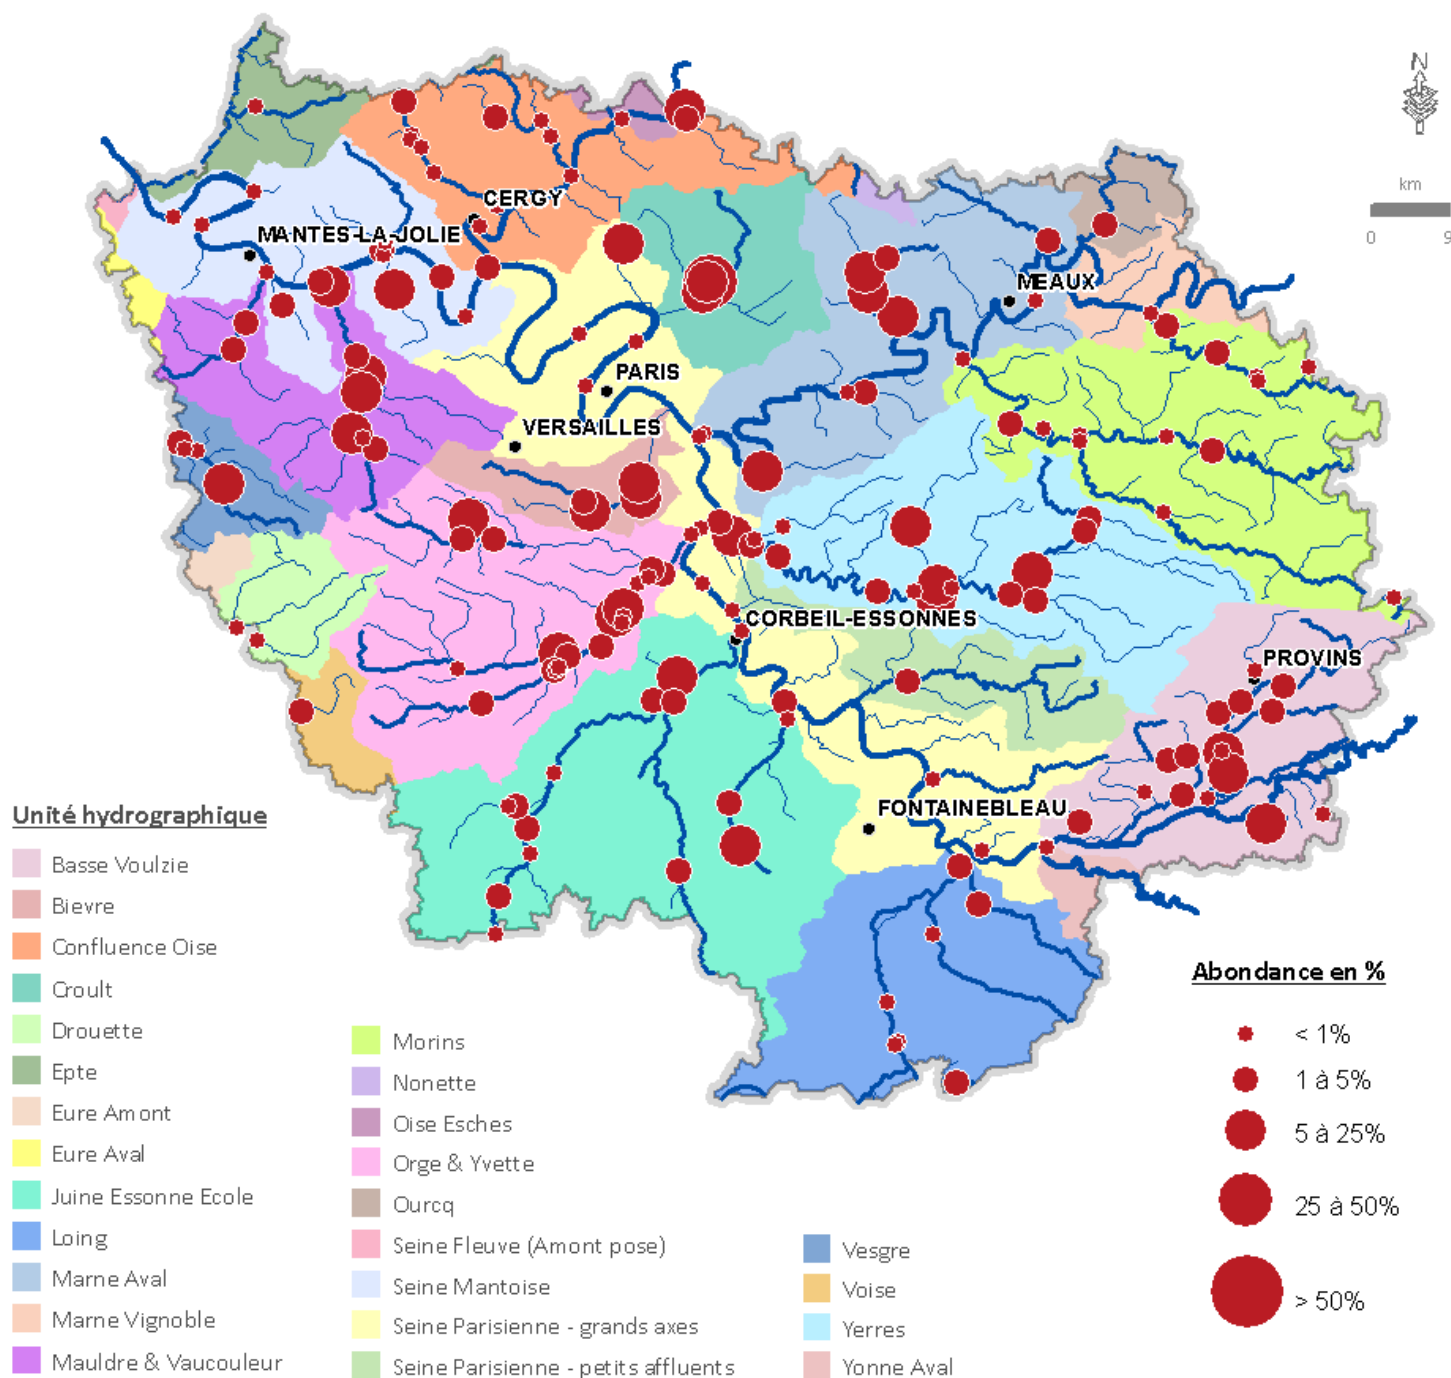 N
km
0 9
CERGY
MANTES-LA-JOLIE
MEAUX
PARIS
VERSAILLES
CORBEIL-ESSONNES
PROVINS
FONTAINEBLEAU
Unité hydrographique
Basse Voulzie
Bievre
Confluence Oise
Croult
Drouette
Epte
Eure Amont
Eure Aval
Juine Essonne Ecole
Loing
Marne Aval
Marne Vignoble
Mauldre & Vaucouleur
Morins
Nonette
Oise Esches
Orge & Yvette
Ourcq
Seine Fleuve (Amont pose)
Seine Mantoise
Seine Parisienne - grands axes
Seine Parisienne - petits affluents
Vesgre
Voise
Yerres
Yonne Aval
Abondance en %
< 1%
1 à 5%
5 à 25%
25 à 50%
> 50%